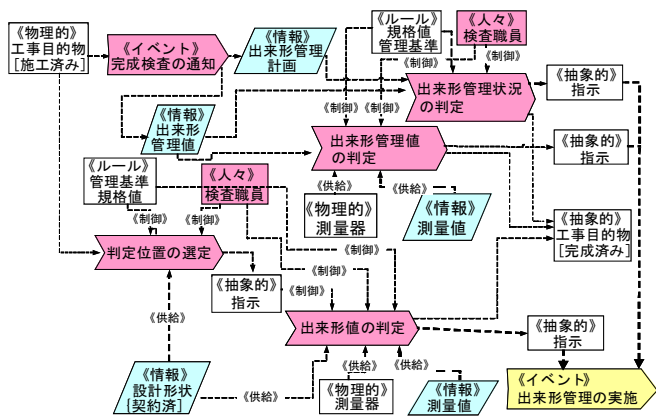 《物理的》
工事目的物
[施工済み]
《イベント》
完成検査の通知
《情報》
出来形管理
計画
《ルール》
規格値
管理基準
《人々》
検査職員
《制御》
《制御》
出来形管理状況
の判定
《抽象的》
指示
《情報》
出来形
管理値
《制御》
《制御》
出来形管理値
の判定
《抽象的》
指示
《ルール》
管理基準
規格値
《人々》
検査職員
《供給》
《供給》
《物理的》
測量器
《情報》
測量値
《抽象的》
工事目的物
[完成済み]
《制御》
《制御》
判定位置の選定
《制御》
《抽象的》
指示
《制御》
《制御》
出来形値の判定
《供給》
《抽象的》
指示
《情報》
設計形状
[契約済]
《供給》
《供給》
《供給》
《物理的》
測量器
《情報》
測量値
《イベント》
出来形管理の実施